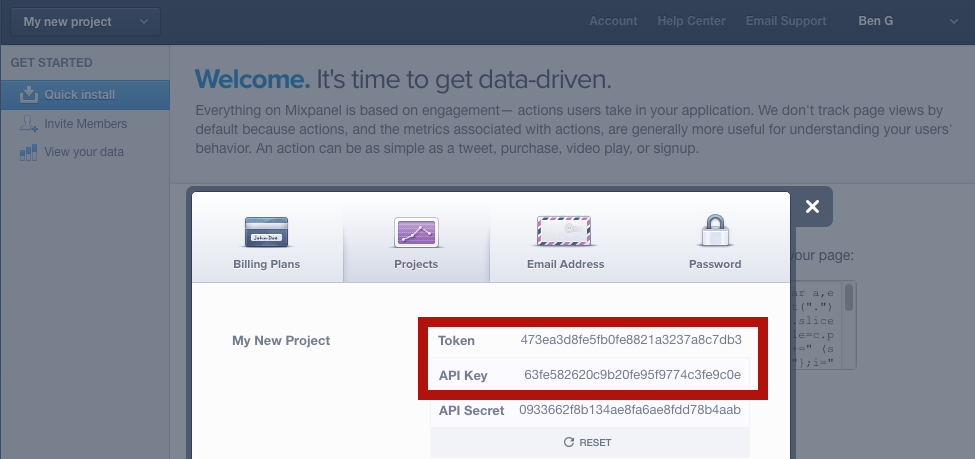 My new project
Account Help Center Email Support Ben G
GET STARTED
Quick install
Invite Members
View your data
Welcome. It's time to get data-driven.
Everything on Mixpanel is based on engagement— actions users take in your application. We don't track page views by
default because actions, and the metrics associated with actions, are generally more useful for understanding your users'
behavior. An action can be as simple as a tweet, purchase, video play, or signup.
John Doe
Billing Plans Projects Email Address Password
your page:
ar a,e
t(".")
.slice
le=c.p
+=" (s
");i="
My New Project
Token 473ea3d8fe5fb0fe8821a3237a8c7db3
API Key 63fe582620c9b20fe95f9774c3fe9c0e
API Secret 0933662f8b134ae8fa6ae8fdd78b4aab
RESET